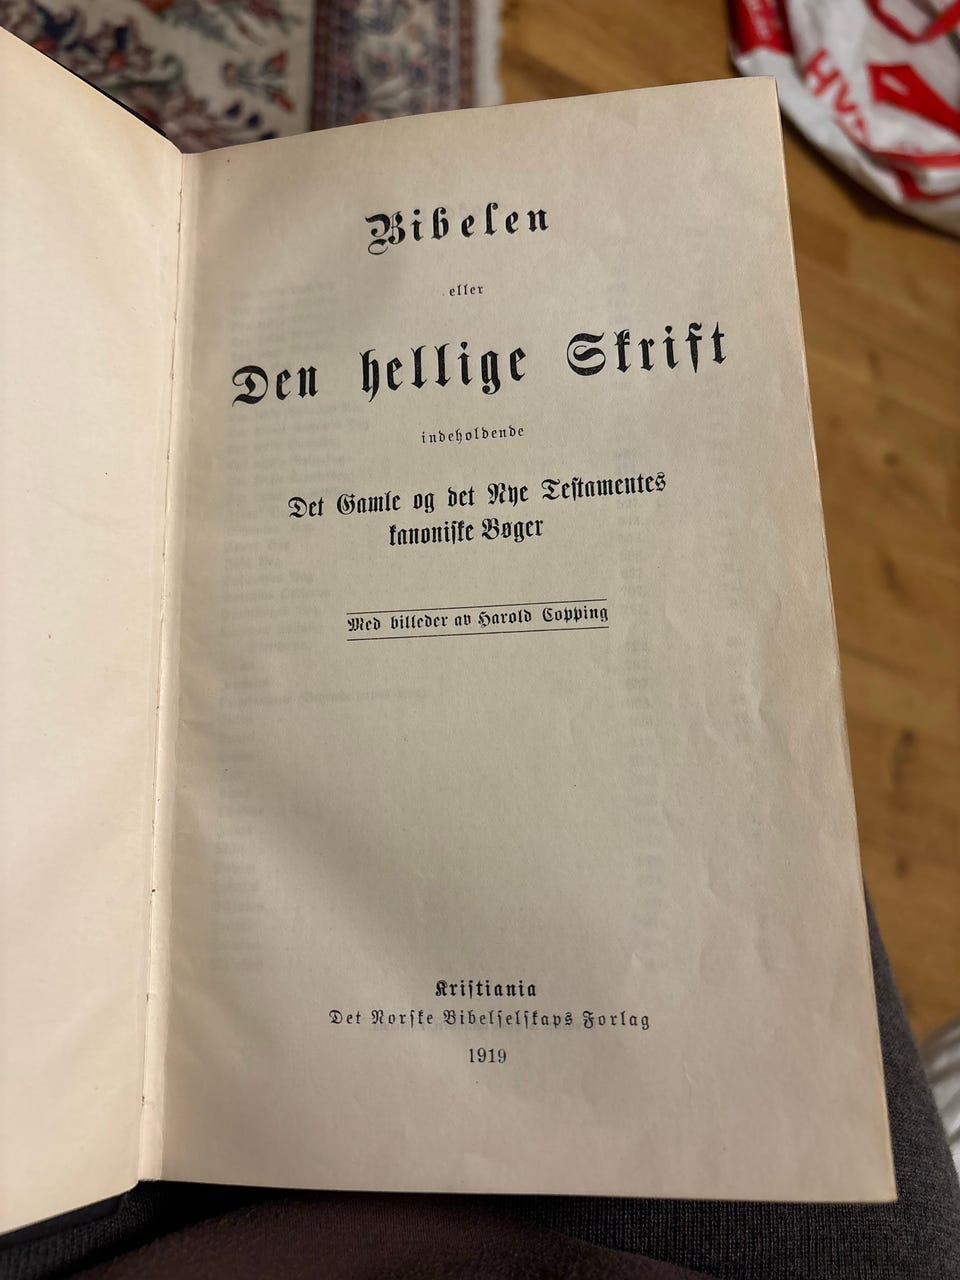 Bibelen
eller
Den hellige Skrift
indeholdende
Det Gamle og det Nye Testamentes
kanoniske Bøger
Med billeder av Harold Copping
Kristiania
Det Norske Bibelselskaps Forlag
1919